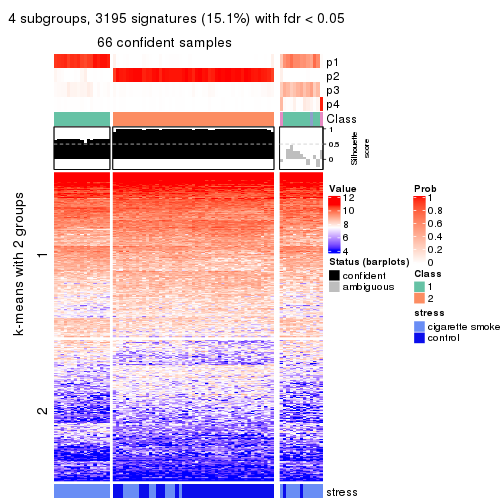 4 subgroups, 3195 signatures (15.1%) with fdr < 0.05
66 confident samples
p1
p2
p3
p4
Class
1
0.5
0
Silhouette
score
k-means with 2 groups
1
2
stress
Value
12
10
8
6
4
Status (barplots)
confident
ambiguous
Prob
1
0.8
0.6
0.4
0.2
0
Class
1
2
stress
cigarette smoke
control